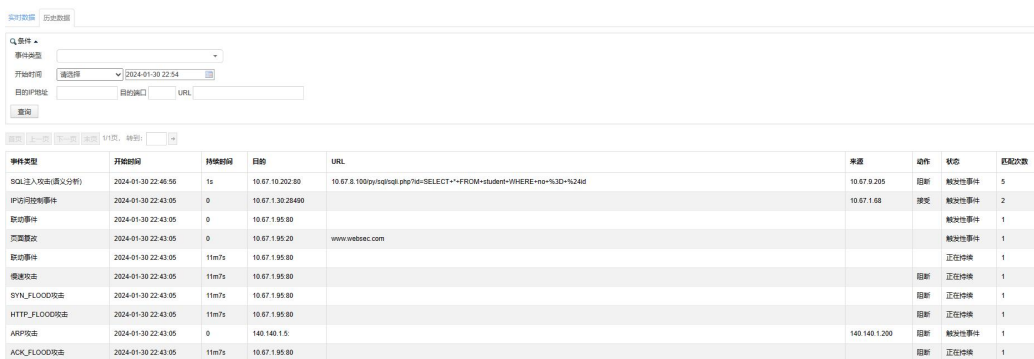 实时数据 历史数据
条件
事件类型
开始时间 请选择 2024-01-30 22:54
目的IP地址 目的端口 URL
查询
首页 上一页 下一页 末页 1/1页, 转到:
事件类型 开始时间 持续时间 目的 URL 来源 动作 状态 匹配次数
SQL注入攻击(语义分析) 2024-01-30 22:46:56 1s 10.67.10.202:80 10.67.8.100/py/sql/sqli.php?id=SELECT+*+FROM+student+WHERE+no+%3D+%24id 10.67.9.205 阻断 触发性事件 5
IP访问控制事件 2024-01-30 22:43:05 0 10.67.1.30:28490 10.67.1.68 接受 触发性事件 2
联动事件 2024-01-30 22:43:05 0 10.67.1.95:80 触发性事件 1
页面篡改 2024-01-30 22:43:05 0 10.67.1.95:20 www.websec.com 触发性事件 1
联动事件 2024-01-30 22:43:05 11m7s 10.67.1.95:80 正在持续 1
慢速攻击 2024-01-30 22:43:05 11m7s 10.67.1.95:80 阻断 正在持续 1
SYN_FLOOD攻击 2024-01-30 22:43:05 11m7s 10.67.1.95:80 阻断 正在持续 1
HTTP_FLOOD攻击 2024-01-30 22:43:05 11m7s 10.67.1.95:80 阻断 正在持续 1
ARP攻击 2024-01-30 22:43:05 0 140.140.1.5: 140.140.1.200 阻断 触发性事件 1
ACK_FLOOD攻击 2024-01-30 22:43:05 11m7s 10.67.1.95:80 阻断 正在持续 1